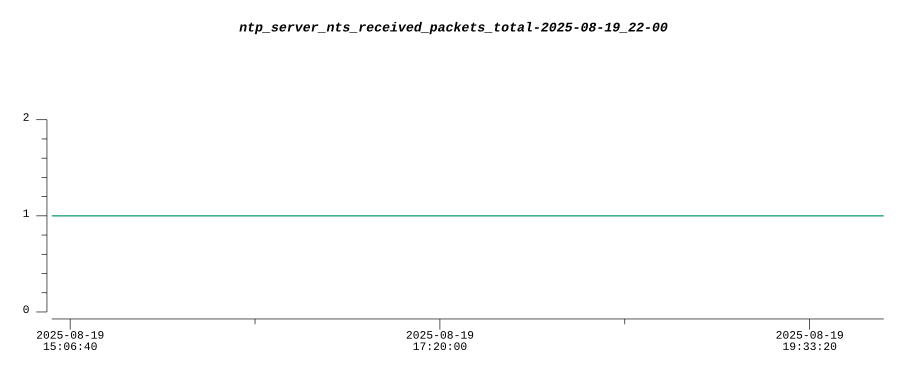 ntp_server_nts_received_packets_total-2025-08-19_22-00
2
1
0
2025-08-19 2025-08-19 2025-08-19
15:06:40 17:20:00 19:33:20